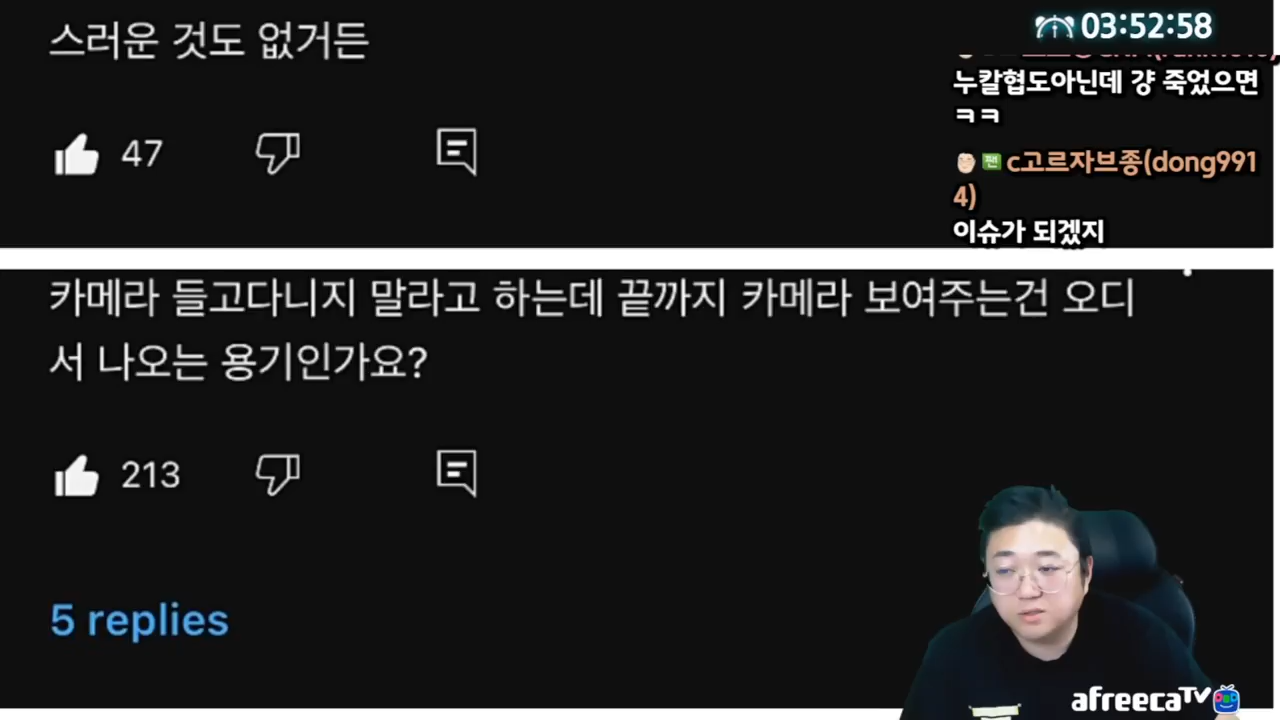 스러운 것도 없거든
47
카메라 들고다니지 말라고 하는데 끝까지 카메라 보여주는건 오디
서 나오는 용기인가요?
213
5 replies
03:52:58
누칼협도아닌데 걍 죽었으면
ㅋㅋ
팬 c고르자브종(dong991
4)
이슈가 되겠지
afreecaTV